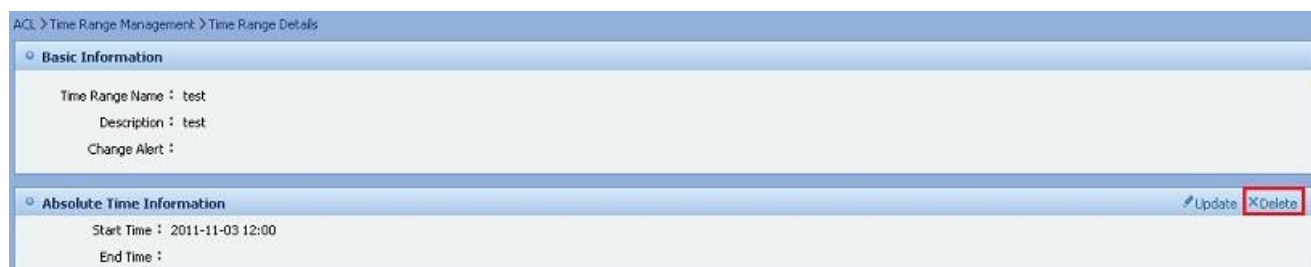 ACL > Time Range Management > Time Range Details
Basic Information
Time Range Name : test
Description : test
Change Alert :
Absolute Time Information Update Delete
Start Time : 2011-11-03 12:00
End Time :